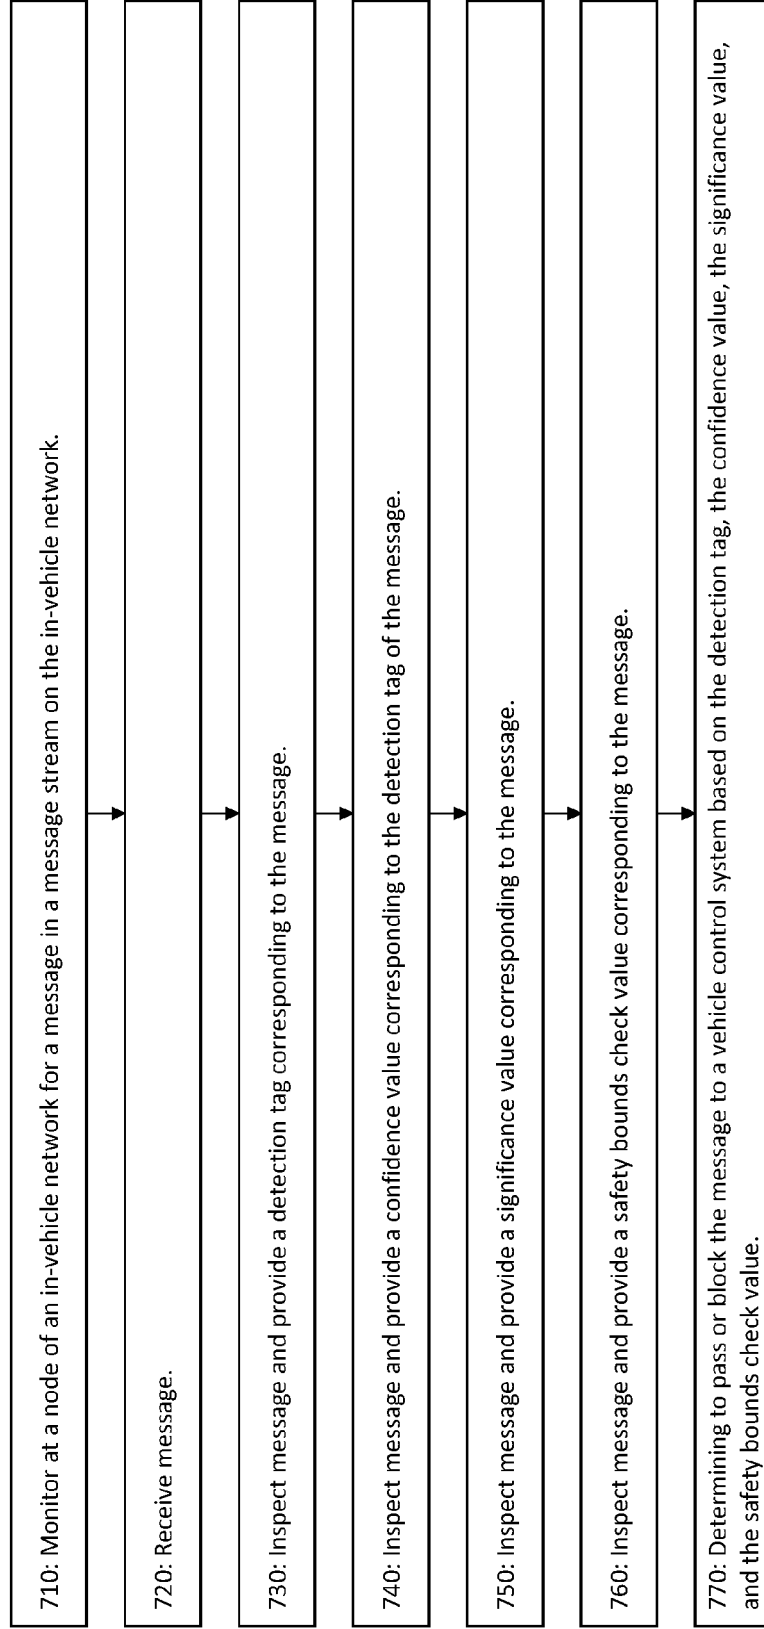 710: Monitor at a node of an in-vehicle network for a message in a message stream on the in-vehicle network.
720: Receive message.
730: Inspect message and provide a detection tag corresponding to the message.
740: Inspect message and provide a confidence value corresponding to the detection tag of the message.
750: Inspect message and provide a significance value corresponding to the message.
760: Inspect message and provide a safety bounds check value corresponding to the message.
770: Determining to pass or block the message to a vehicle control system based on the detection tag, the confidence value, the significance value,
and the safety bounds check value.